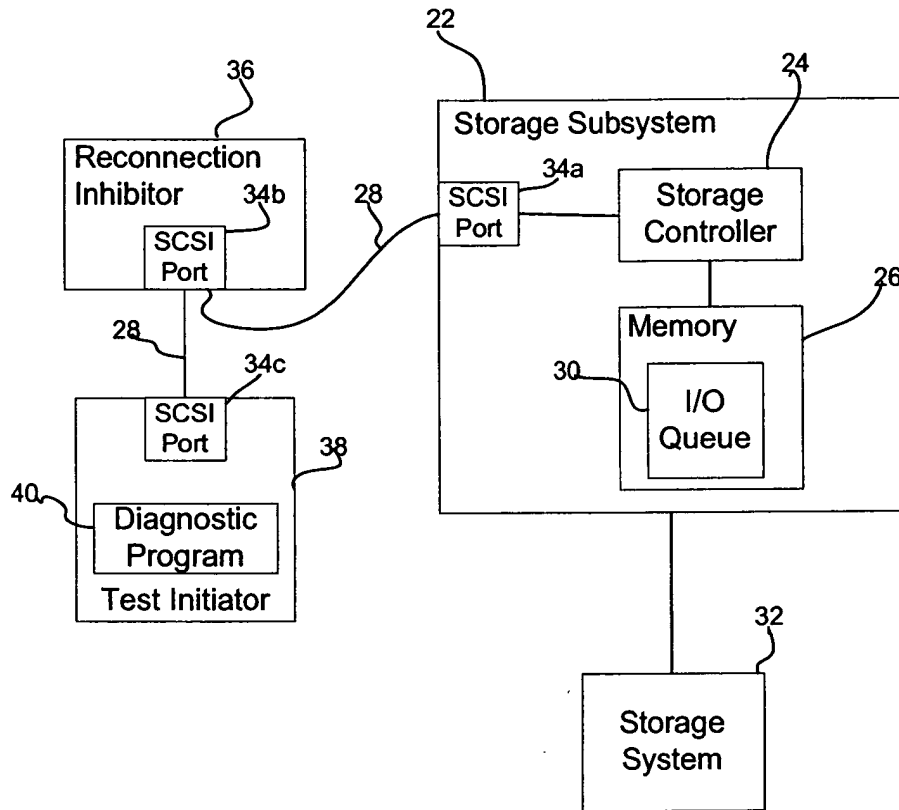 22
36
24
Storage Subsystem
Reconnection
Inhibitor
34b
SCSI
Port
28
34a
SCSI
Port
Storage
Controller
26
Memory
30
I/O
Queue
28
34c
SCSI
Port
38
40
Diagnostic
Program
Test Initiator
32
Storage
System